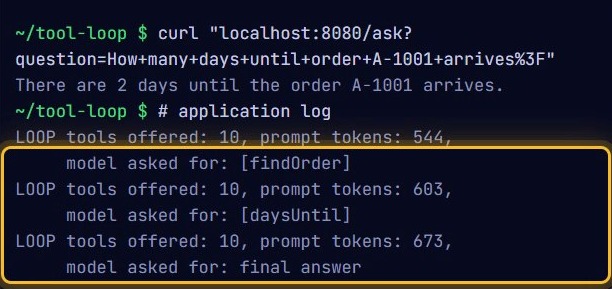 ~/tool-loop $ curl "localhost:8080/ask?
question=How+many+days+until+order+A-1001+arrives%3F"
There are 2 days until the order A-1001 arrives.
~/tool-loop $ # application log
LOOP tools offered: 10, prompt tokens: 544,
model asked for: [findOrder]
LOOP tools offered: 10, prompt tokens: 603,
model asked for: [daysUntil]
LOOP tools offered: 10, prompt tokens: 673,
model asked for: final answer